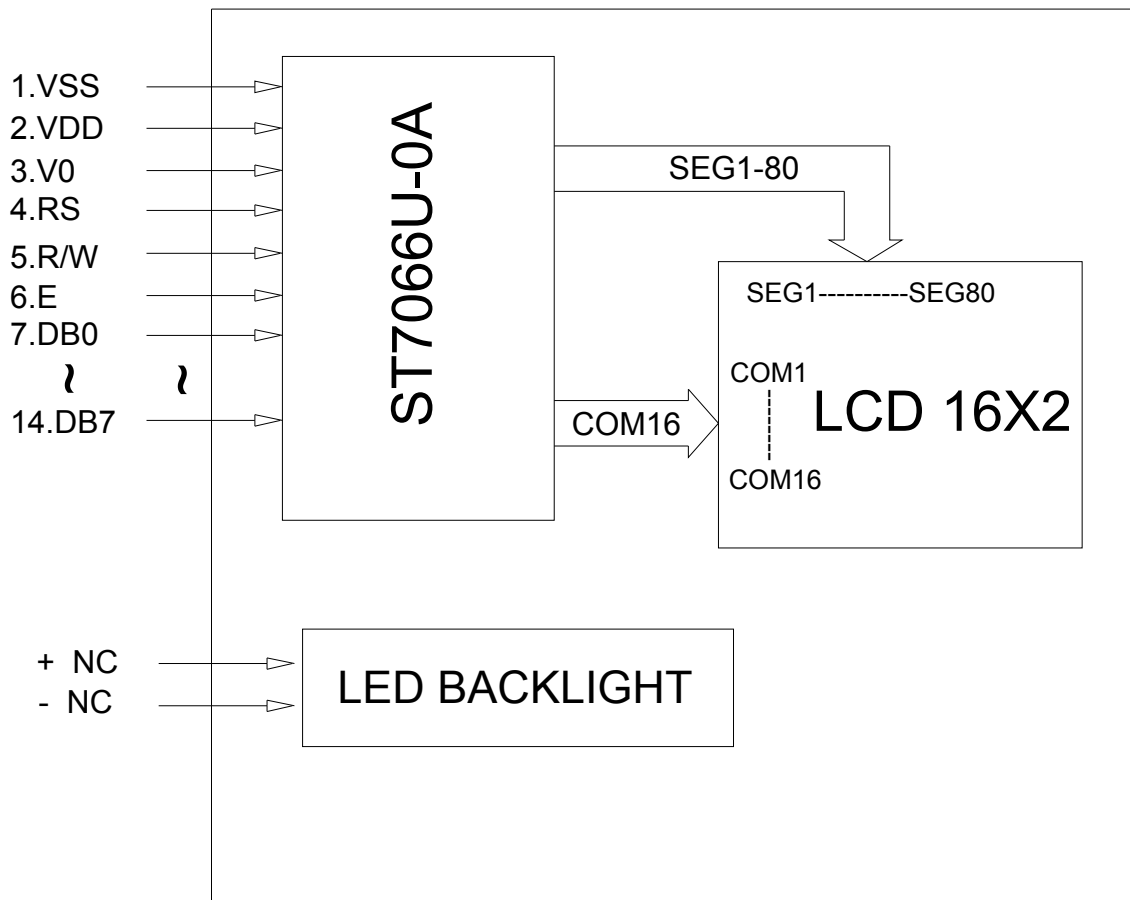 1.VSS
2.VDD
3.V0
4.RS
5.R/W
6.E
7.DB0
~ ~
14.DB7
ST7066U-0A
SEG1-80
COM16
SEG1----------SEG80
COM1
COM16
LCD 16X2
+ NC
- NC
LED BACKLIGHT